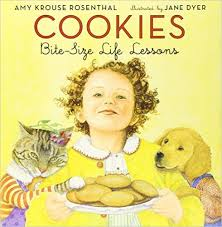 AMY KROUSE ROSENTHAL illustrated by JANE DYER
COOKIES
Bite-Size Life Lessons